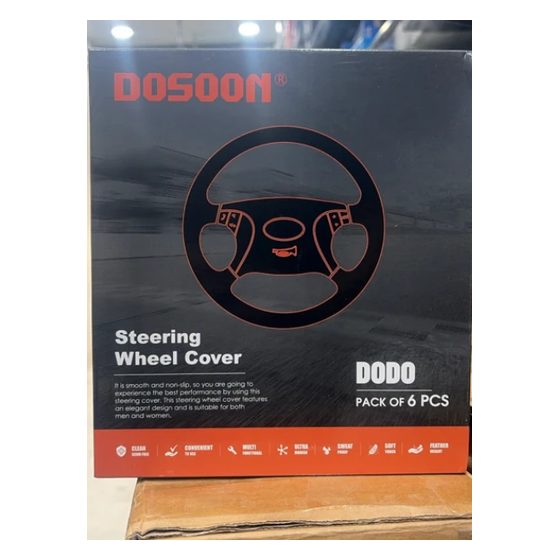 DOSOON®
Steering
Wheel Cover
It is smooth and non-slip, so you are going to
experience the best performance by using this
steering cover. This steering wheel cover features
an elegant design and is suitable for both
men and women.
DODO
PACK OF 6 PCS
CLEAN
CONVENIENT
TO USE
MULTI
FUNCTIONAL
ULTRA
SWEAT
PROOF
SOFT
TOUCH
FEATHER
WEIGHT